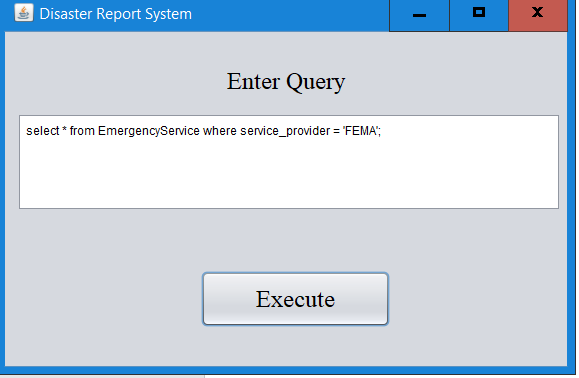 Disaster Report System
Enter Query
select * from EmergencyService where service_provider = 'FEMA';
Execute